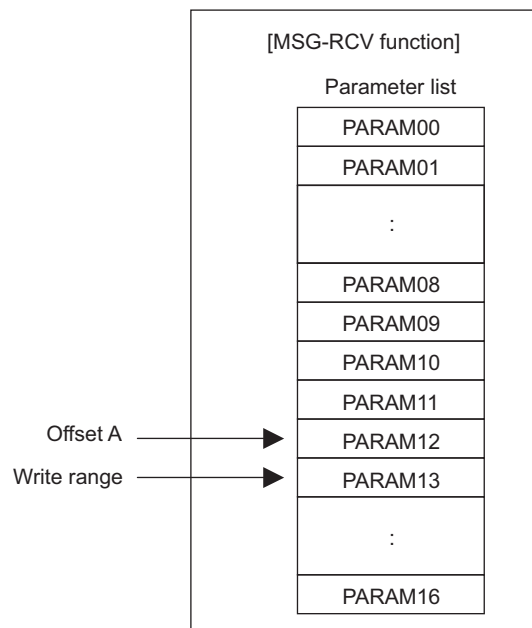 [MSG-RCV function]
Parameter list
PARAM00
PARAM01
:
PARAM08
PARAM09
PARAM10
PARAM11
Offset A PARAM12
Write range PARAM13
:
PARAM16